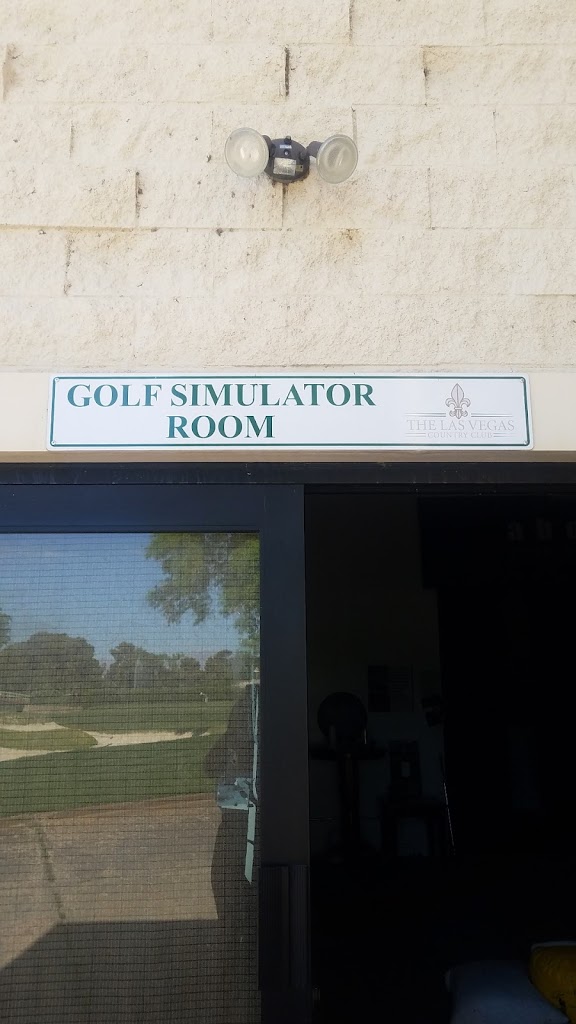 GOLF SIMULATOR
ROOM
THE LAS VEGAS
COUNTRY CLUB
a b c